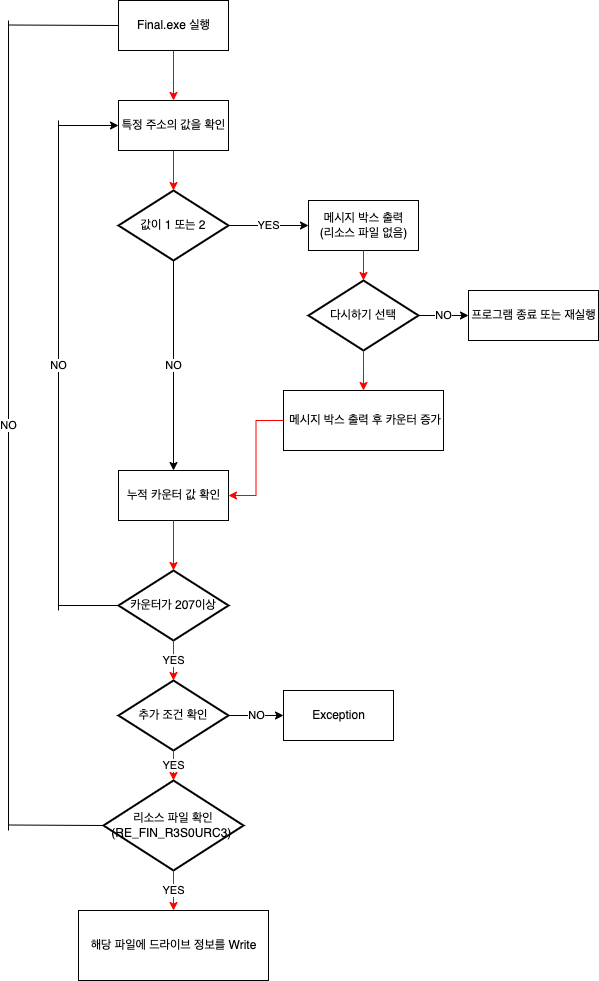 Final.exe 실행
특정 주소의 값을 확인
값이 1 또는 2
YES
메시지 박스 출력
(리소스 파일 없음)
다시하기 선택
NO
프로그램 종료 또는 재실행
NO
NO
메시지 박스 출력 후 카운터 증가
NO
누적 카운터 값 확인
카운터가 207이상
YES
추가 조건 확인
NO
Exception
YES
리소스 파일 확인
(RE_FIN_R3S0URC3)
YES
해당 파일에 드라이브 정보를 Write